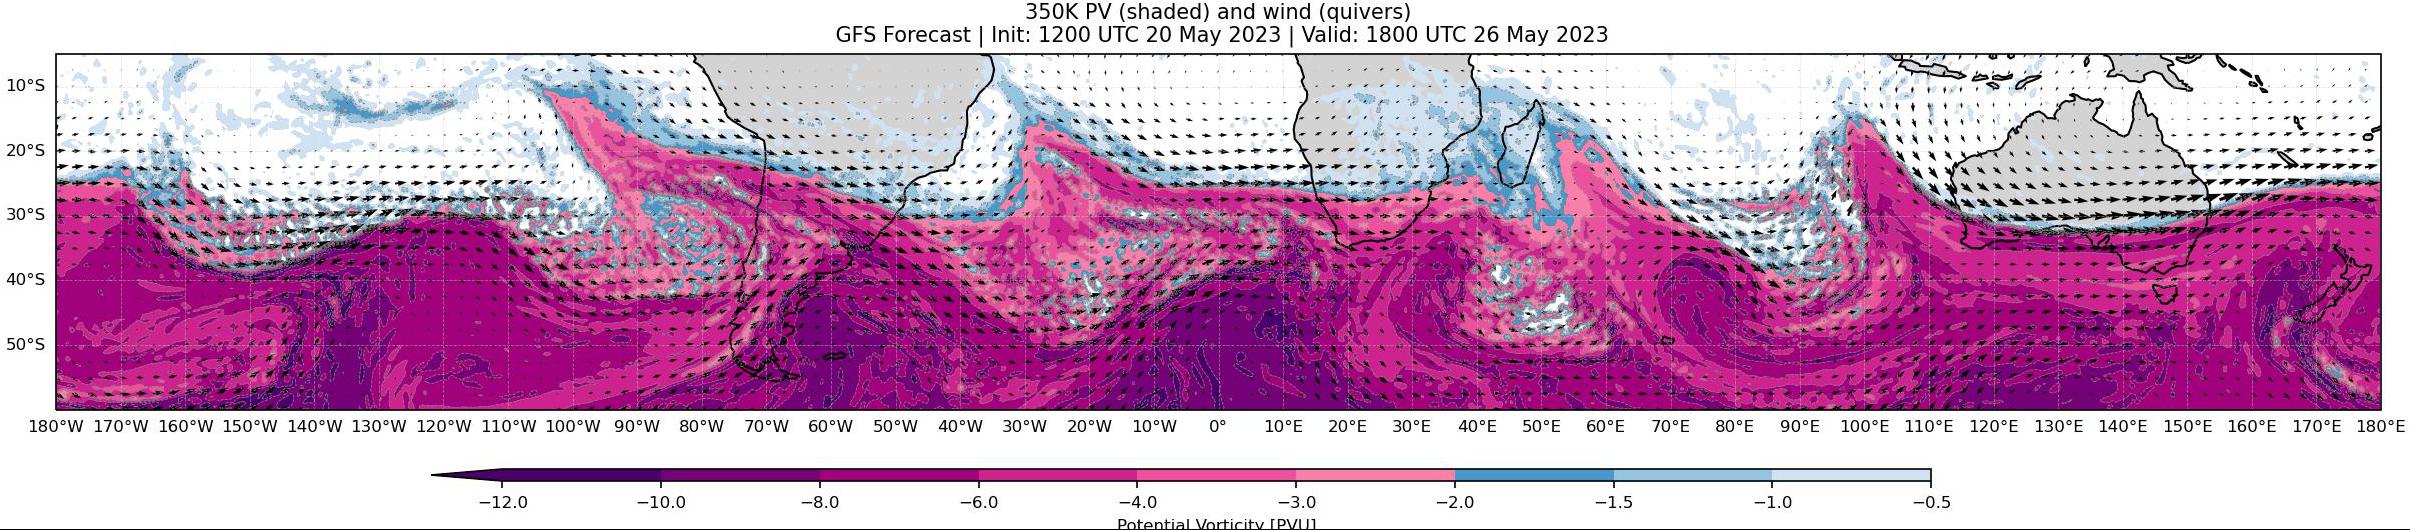 350K PV (shaded) and wind (quivers)
GFS Forecast | Init: 1200 UTC 20 May 2023 | Valid: 1800 UTC 26 May 2023
10°S
20°S
30°S
40°S
50°S
180°W 170°W 160°W 150°W 140°W 130°W 120°W 110°W 100°W 90°W 80°W 70°W 60°W 50°W 40°W 30°W 20°W 10°W 0° 10°E 20°E 30°E 40°E 50°E 60°E 70°E 80°E 90°E 100°E 110°E 120°E 130°E 140°E 150°E 160°E 170°E 180°E
−12.0 −10.0 −8.0 −6.0 −4.0 −3.0 −2.0 −1.5 −1.0 −0.5
Potential Vorticity [PVU]